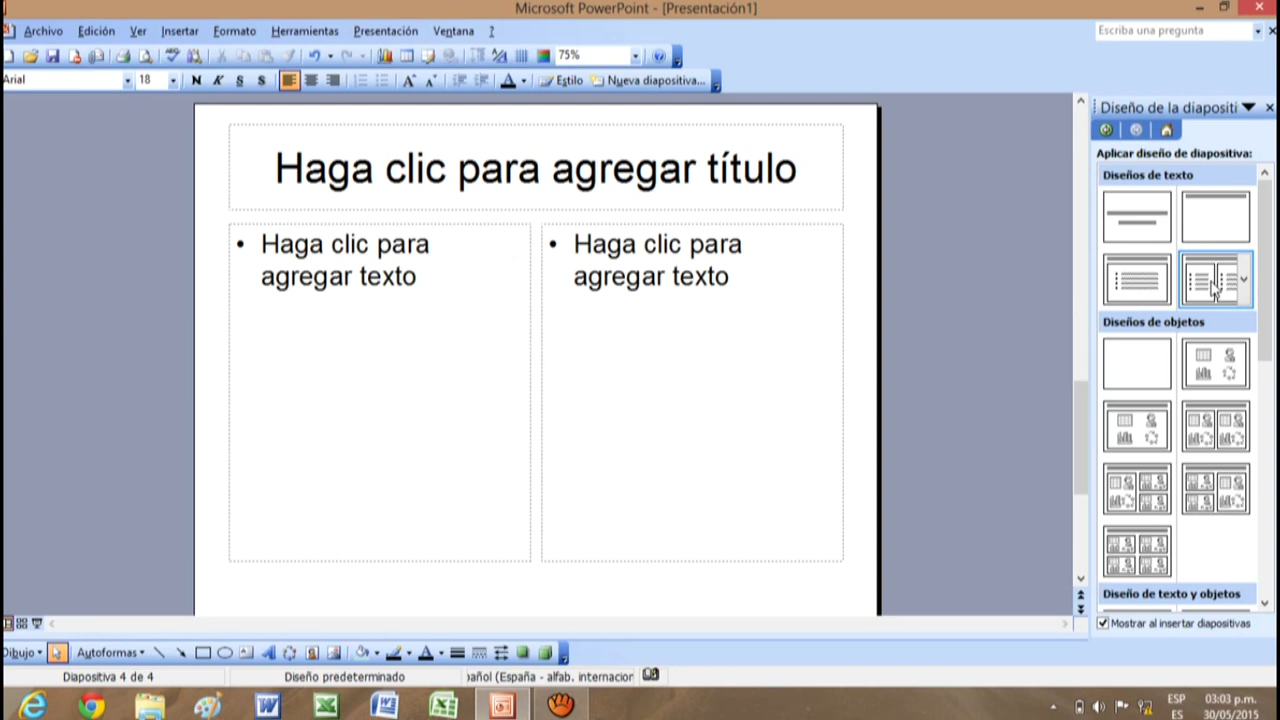 Microsoft PowerPoint - [Presentación1]
Archivo Edición Ver Insertar Formato Herramientas Presentación Ventana ?
Escriba una pregunta
75%
Arial 18 N K S S Estilo Nueva diapositiva...
Diseño de la diapositi
Aplicar diseño de diapositiva:
Diseños de texto
Haga clic para agregar título
• Haga clic para
agregar texto
• Haga clic para
agregar texto
Diseños de objetos
Diseño de texto y objetos
Mostrar al insertar diapositivas
Dibujo Autoformas
Diapositiva 4 de 4 Diseño predeterminado añol (España - alfab. internacior
ESP
ES
03:03 p.m.
30/05/2015